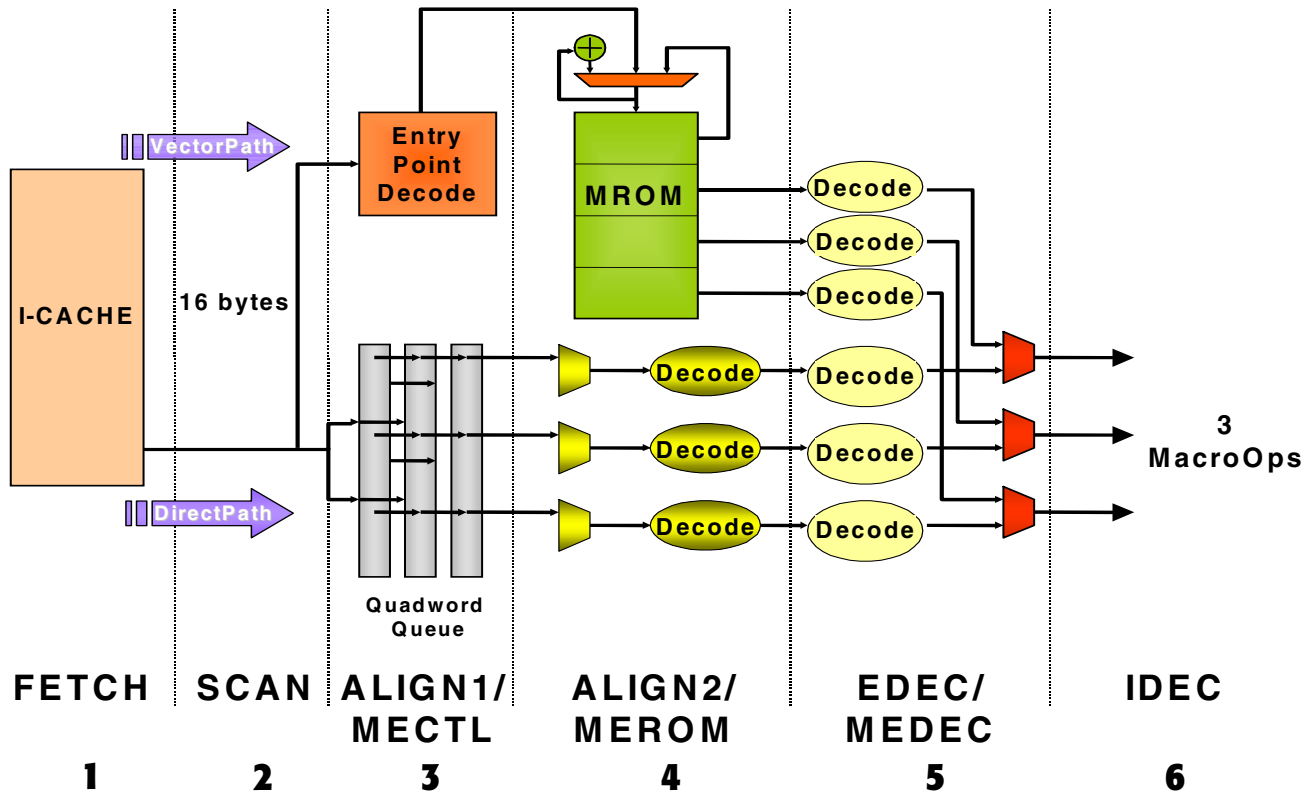 VectorPath
Entry
Point
Decode
MROM
Decode
Decode
Decode
I-CACHE
16 bytes
Decode
Decode
Decode
Decode
Decode
Decode
3
MacroOps
DirectPath
Quadword
Queue
FETCH
SCAN
ALIGN1/
MECTL
ALIGN2/
MEROM
EDEC/
MEDEC
IDEC
1
2
3
4
5
6